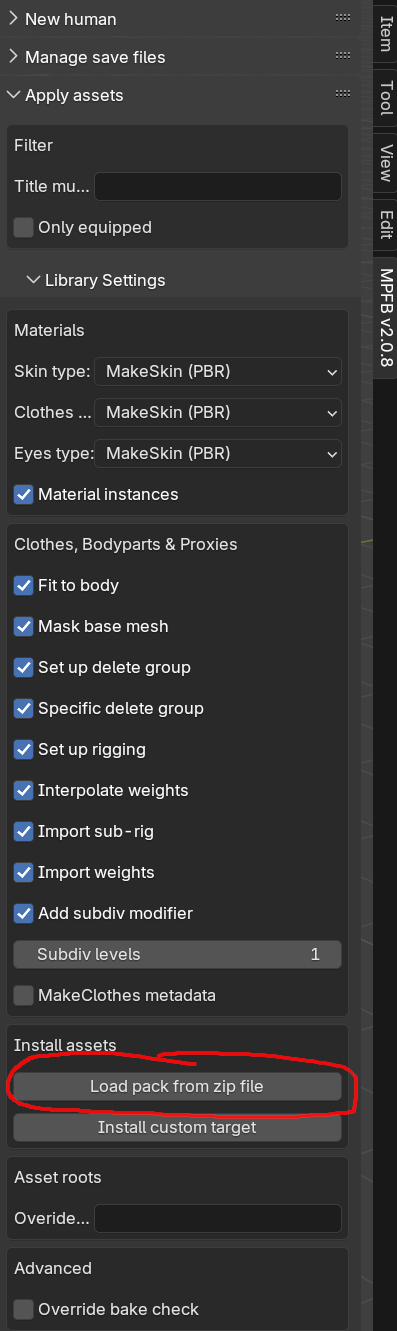 New human
Manage save files
Apply assets
Filter
Title mu...
Only equipped
Library Settings
Materials
Skin type: MakeSkin (PBR)
Clothes ... MakeSkin (PBR)
Eyes type: MakeSkin (PBR)
Material instances
Clothes, Bodyparts & Proxies
Fit to body
Mask base mesh
Set up delete group
Specific delete group
Set up rigging
Interpolate weights
Import sub-rig
Import weights
Add subdiv modifier
Subdiv levels 1
MakeClothes metadata
Install assets
Load pack from zip file
Install custom target
Asset roots
Overide...
Advanced
Override bake check
Item
Tool
View
Edit
MPFB v2.0.8